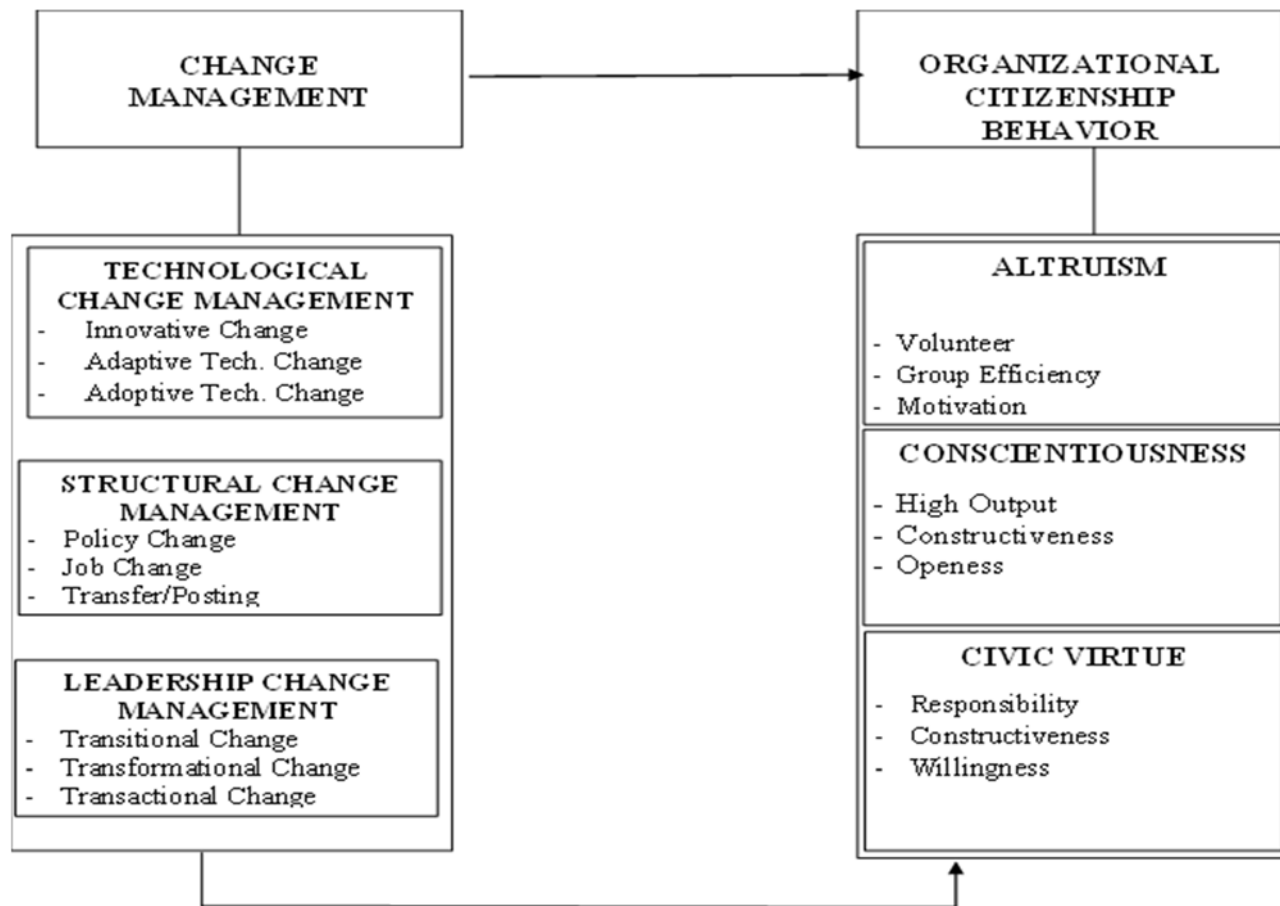 CHANGE
MANAGEMENT
ORGANIZATIONAL
CITIZENSHIP
BEHAVIOR
TECHNOLOGICAL
CHANGE MANAGEMENT
- Innovative Change
- Adaptive Tech. Change
- Adoptive Tech. Change
STRUCTURAL CHANGE
MANAGEMENT
- Policy Change
- Job Change
- Transfer/Posting
LEADERSHIP CHANGE
MANAGEMENT
- Transitional Change
- Transformational Change
- Transactional Change
ALTRUISM
- Volunteer
- Group Efficiency
- Motivation
CONSCIENTIOUSNESS
- High Output
- Constructiveness
- Openess
CIVIC VIRTUE
- Responsibility
- Constructiveness
- Willingness